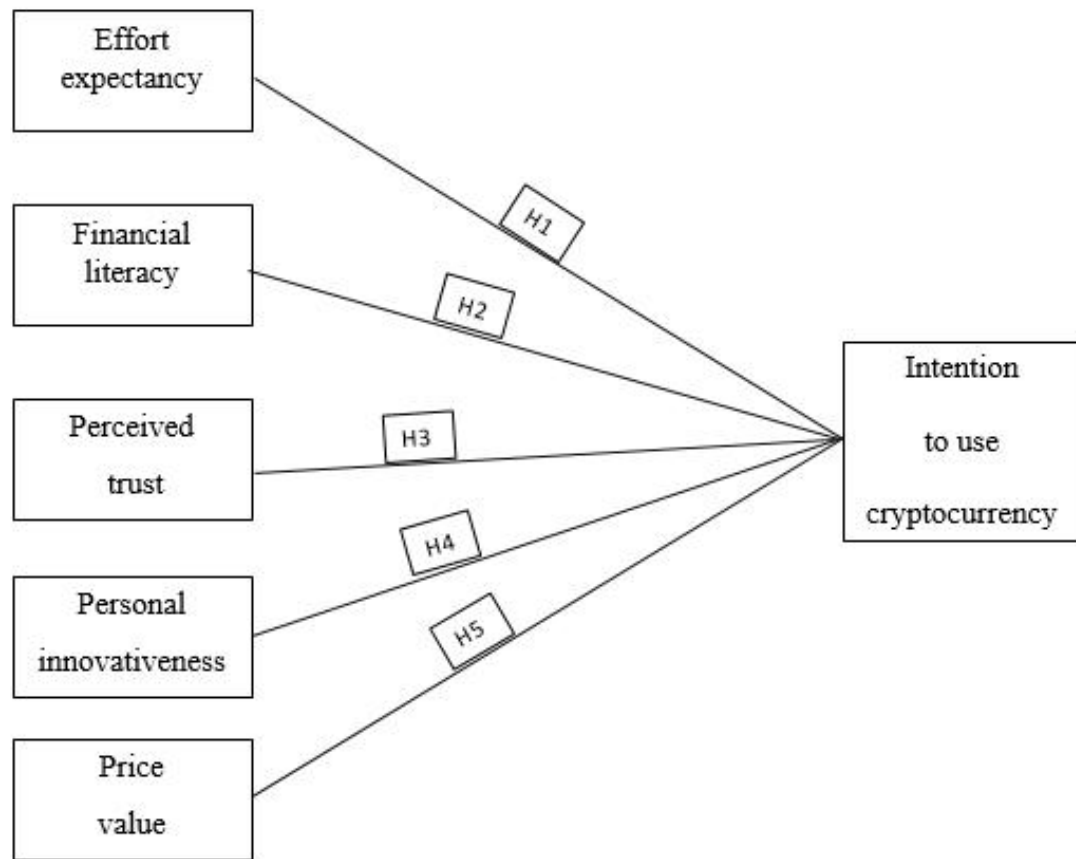 Effort
expectancy
H1
Financial
literacy
H2
Perceived
trust
H3
Personal
innovativeness
H4
Price
value
H5
Intention
to use
cryptocurrency